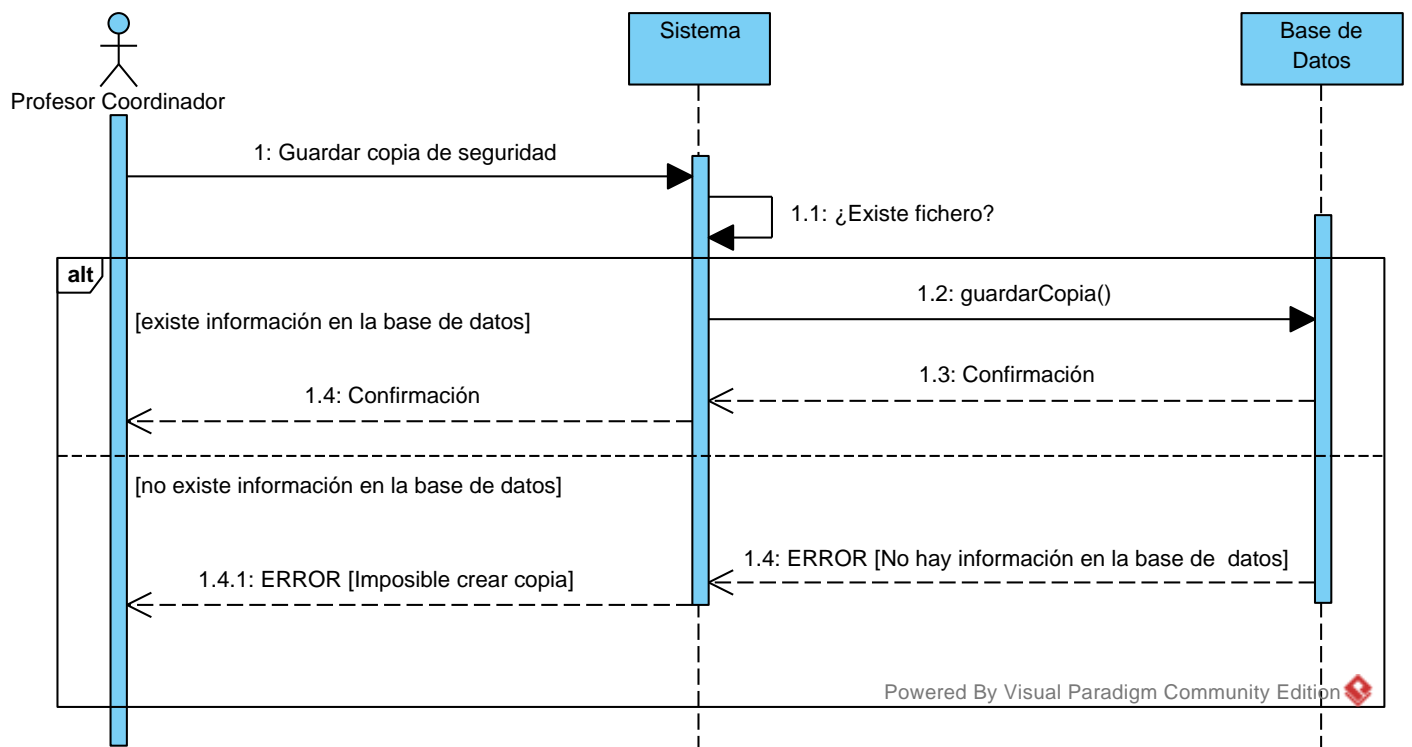 Profesor Coordinador
Sistema
Base de
Datos
1: Guardar copia de seguridad
1.1: ¿Existe fichero?
alt
1.2: guardarCopia()
[existe información en la base de datos]
1.3: Confirmación
1.4: Confirmación
[no existe información en la base de datos]
1.4: ERROR [No hay información en la base de  datos]
1.4.1: ERROR [Imposible crear copia]
Powered By Visual Paradigm Community Edition